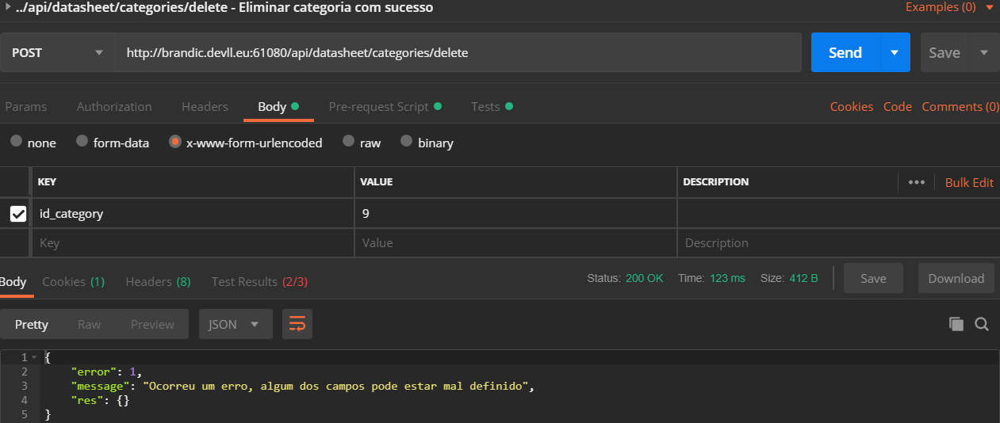 ../api/datasheet/categories/delete - Eliminar categoria com sucesso Examples (0)
POST http://brandic.devll.eu:61080/api/datasheet/categories/delete Send Save
Params Authorization Headers Body Pre-request Script Tests Cookies Code Comments (0)
none form-data x-www-form-urlencoded raw binary
KEY VALUE DESCRIPTION ••• Bulk Edit
id_category 9
Key Value Description
Body Cookies (1) Headers (8) Test Results (2/3) Status: 200 OK Time: 123 ms Size: 412 B Save Download
Pretty Raw Preview JSON
1 {
2 "error": 1,
3 "message": "Ocorreu um erro, algum dos campos pode estar mal definido",
4 "res": {}
5 }